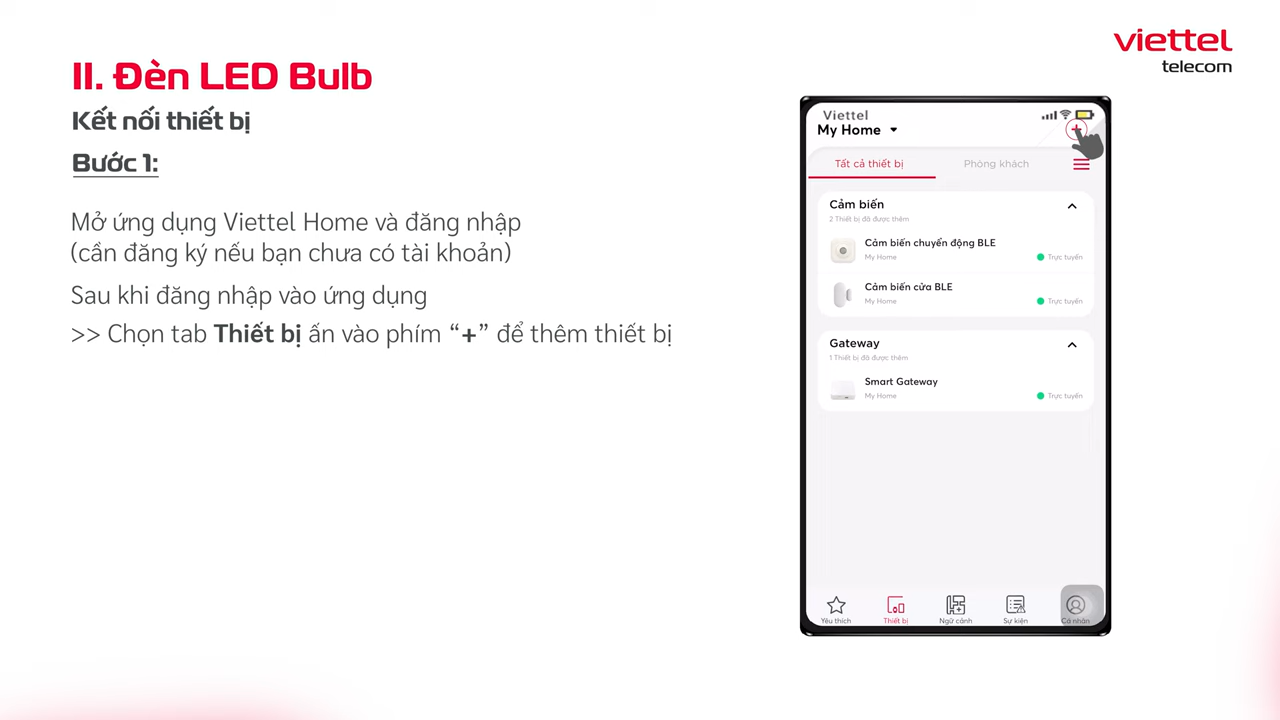 viettel
telecom
II. Đèn LED Bulb
Kết nối thiết bị
Bước 1:
Mở ứng dụng Viettel Home và đăng nhập
(cần đăng ký nếu bạn chưa có tài khoản)
Sau khi đăng nhập vào ứng dụng
>> Chọn tab Thiết bị ấn vào phím “+” để thêm thiết bị
Viettel
My Home
Tất cả thiết bị
Phòng khách
Cảm biến
2 Thiết bị đã được thêm
Cảm biến chuyển động BLE
My Home
Trực tuyến
Cảm biến cửa BLE
My Home
Trực tuyến
Gateway
1 Thiết bị đã được thêm
Smart Gateway
My Home
Trực tuyến
Yêu thích
Thiết bị
Ngữ cảnh
Sự kiện
Cá nhân